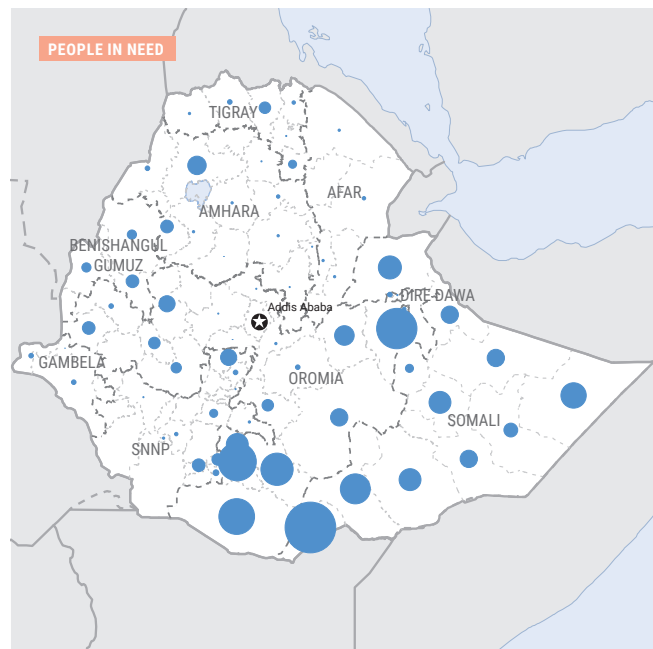 PEOPLE IN NEED
TIGRAY
AFAR
AMHARA
BENISHANGUL
GUMUZ
DIRE DAWA
Addis Ababa
GAMBELA
OROMIA
SOMALI
SNNP